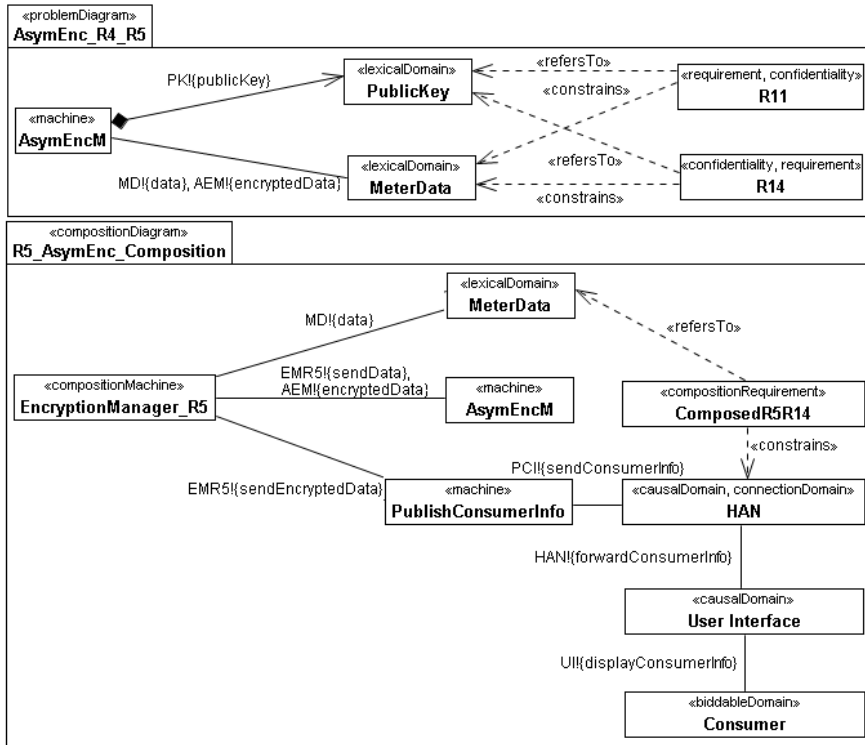 «problemDiagram»
AsymEnc_R4_R5
PK!{publicKey}
«lexicalDomain»
PublicKey
«refersTo»
«requirement, confidentiality»
R11
«constrains»
«machine»
AsymEncM
MD!{data}, AEM!{encryptedData}
«lexicalDomain»
MeterData
«refersTo»
«constrains»
«confidentiality, requirement»
R14
«compositionDiagram»
R5_AsymEnc_Composition
«lexicalDomain»
MeterData
MD!{data}
«refersTo»
EMR5!{sendData},
AEM!{encryptedData}
«compositionMachine»
EncryptionManager_R5
«machine»
AsymEncM
«compositionRequirement»
ComposedR5R14
«constrains»
PCI!{sendConsumerInfo}
EMR5!{sendEncryptedData}
«machine»
PublishConsumerInfo
«causalDomain, connectionDomain»
HAN
HAN!{forwardConsumerInfo}
«causalDomain»
User Interface
UI!{displayConsumerInfo}
«biddableDomain»
Consumer